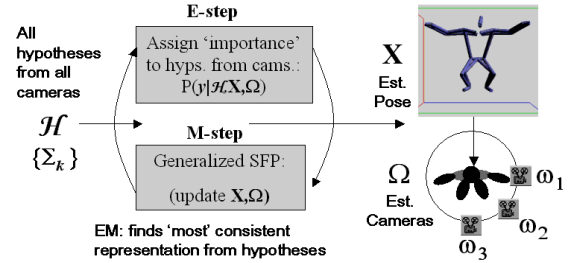 All
hypotheses
from all
cameras
ℋ
{Σk}
E-step
Assign ‘importance’
to hyps. from cams.:
P(y|ℋ,X,Ω)
M-step
Generalized SFP:
(update X,Ω)
EM: finds ‘most’ consistent
representation from hypotheses
X
Est.
Pose
Ω
Est.
Cameras
ω1
ω2
ω3